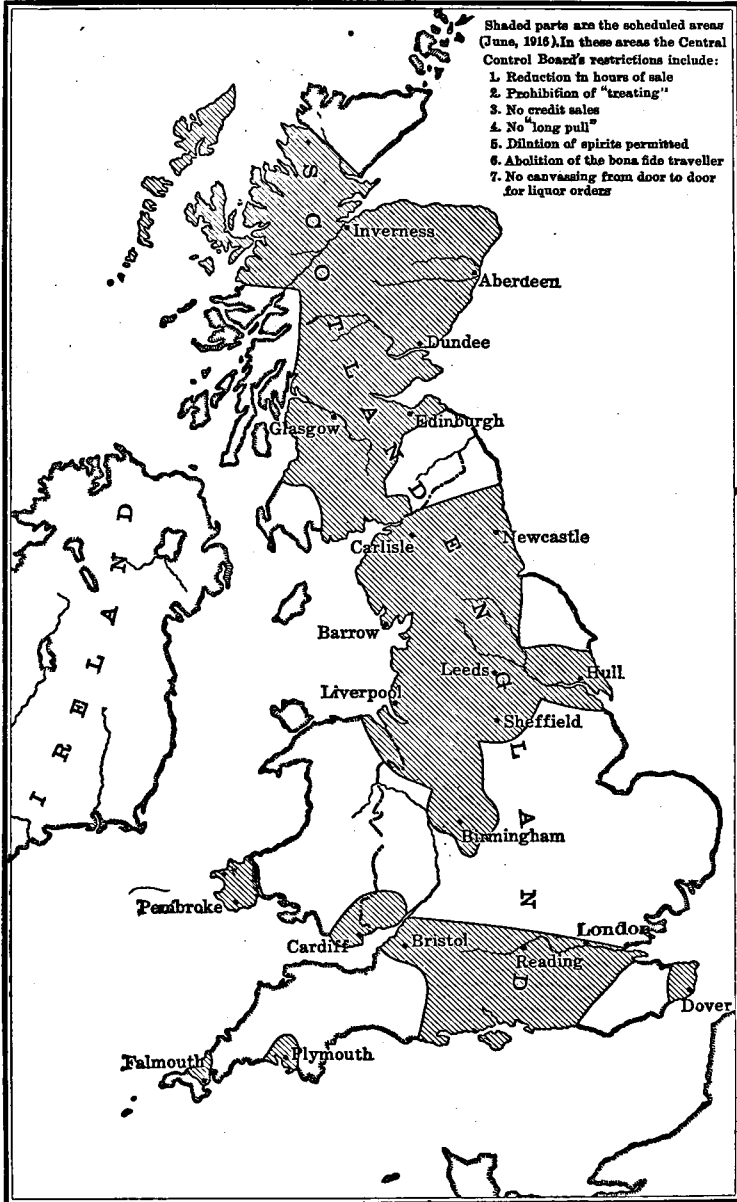 Shaded parts are the scheduled areas
(June, 1916). In these areas the Central
Control Board's restrictions include:
1. Reduction in hours of sale
2. Prohibition of "treating"
3. No credit sales
4. No "long pull"
5. Dilution of spirits permitted
6. Abolition of the bona fide traveller
7. No canvassing from door to door
for liquor orders
SCOTLAND
Inverness
Aberdeen
Dundee
Glasgow
Edinburgh
IRELAND
ENGLAND
Carlisle
Newcastle
Barrow
Leeds
Hull
Liverpool
Sheffield
Birmingham
Pembroke
Cardiff
Bristol
London
Reading
Dover
Falmouth
Plymouth